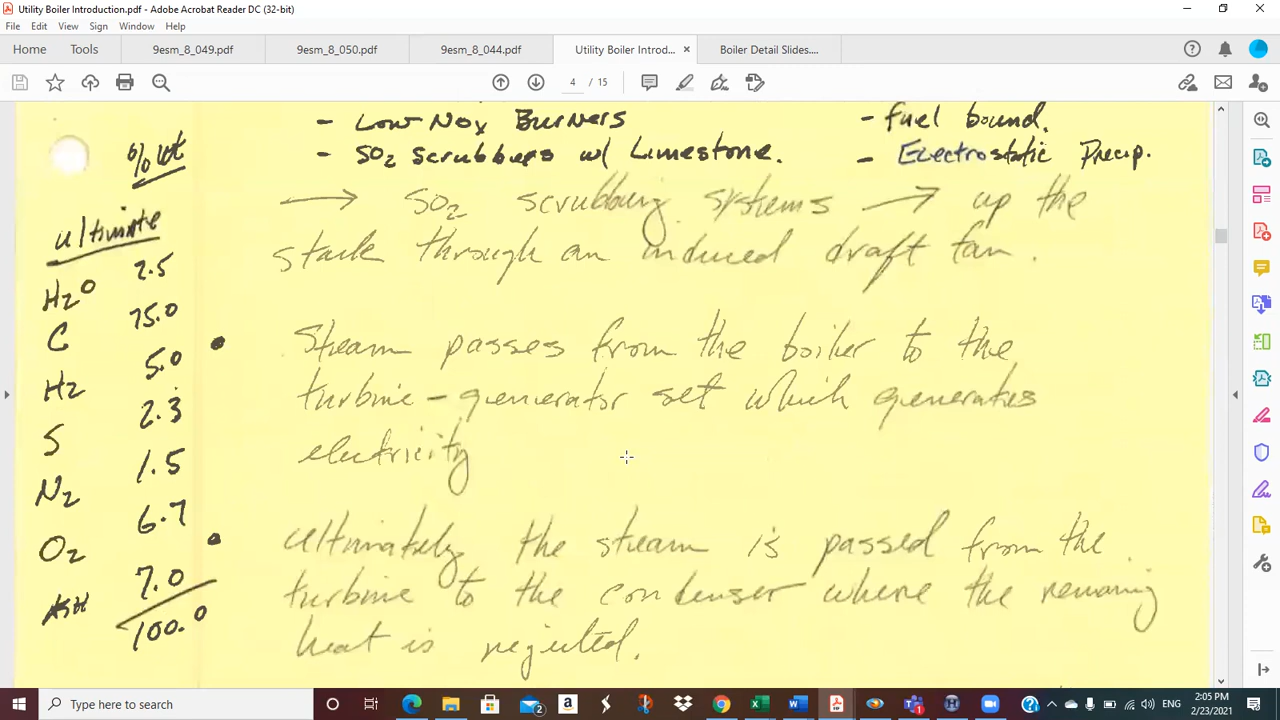 Utility Boiler Introduction.pdf - Adobe Acrobat Reader DC (32-bit)
File Edit View Sign Window Help
Home Tools 9esm_8_049.pdf 9esm_8_050.pdf 9esm_8_044.pdf Utility Boiler Introd... × Boiler Detail Slides....
4 / 15
- Low NOx Burners - Fuel bound.
- SO2 Scrubbers w/ Limestone. - Electrostatic Precip.
→ SO2 scrubbing systems → up the
stack through an induced draft fan.
• Steam passes from the boiler to the
turbine - generator set which generates
electricity
• Ultimately the steam is passed from the
turbine to the condenser where the remaining
heat is rejected.
% wt
Ultimate
H2O 2.5
C 75.0
H2 5.0
S 2.3
N2 1.5
O2 6.7
Ash 7.0
100.0
Type here to search
2
ENG
2:05 PM
2/23/2021